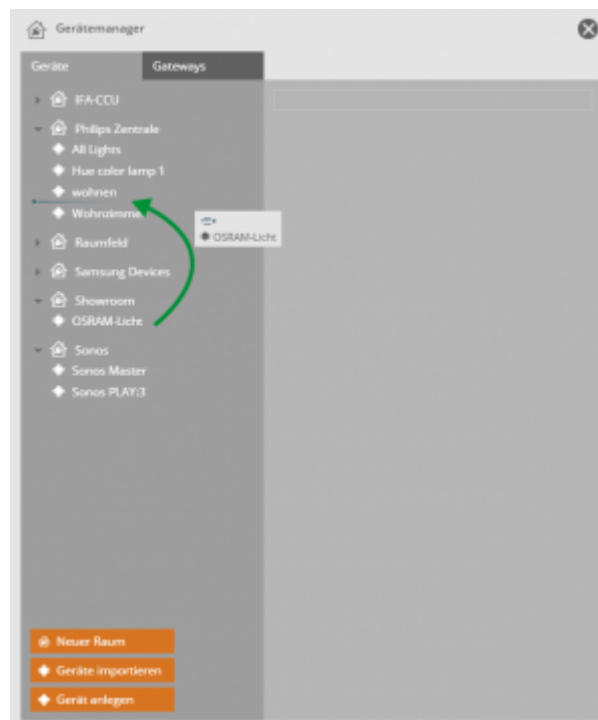 Gerätemanager
Geräte
Gateways
IFA-CCU
Philips Zentrale
All Lights
Hue color lamp 1
wohnen
Wohnzimme
OSRAM-Licht
Raumfeld
Samsung Devices
Showroom
OSRAM-Licht
Sonos
Sonos Master
Sonos PLAY:3
Neuer Raum
Geräte importieren
Gerät anlegen